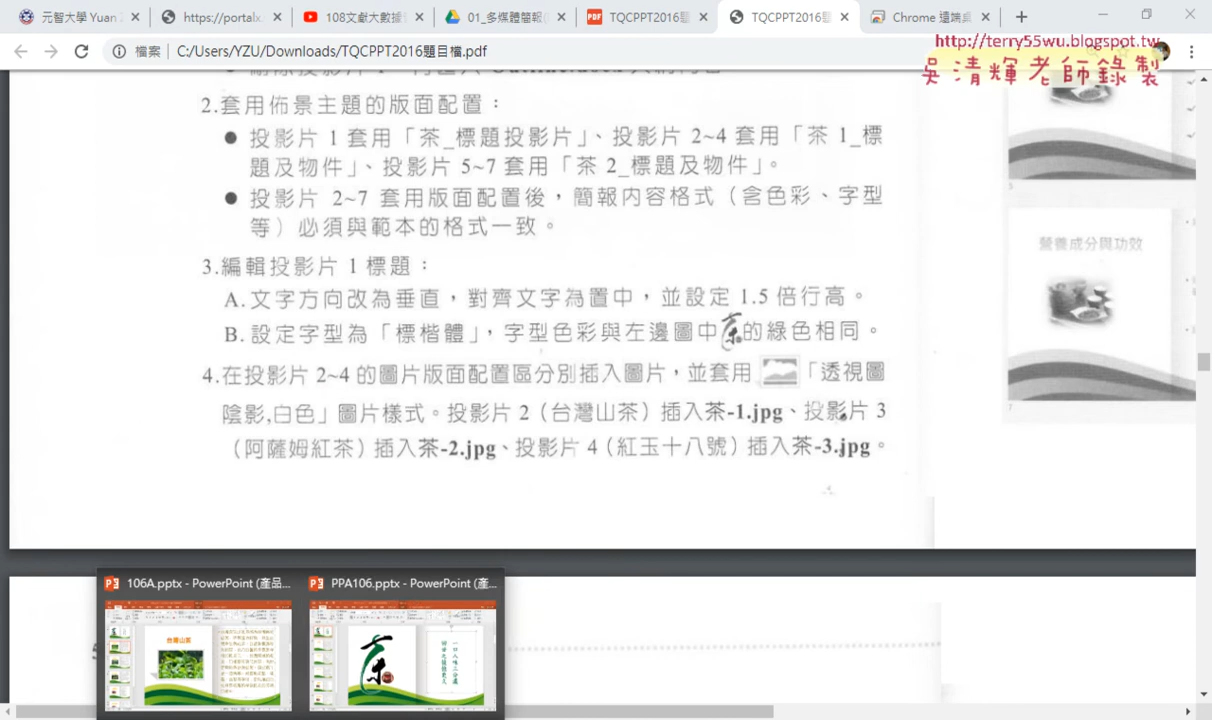 元智大學 Yuan Z
https://portalx.
108文獻大數據
01_多媒體簡報(
TQCPPT2016題
TQCPPT2016題
Chrome 遠端桌
檔案 C:/Users/YZU/Downloads/TQCPPT2016題目檔.pdf
http://terry55wu.blogspot.tw
吳清輝老師錄製
2.套用佈景主題的版面配置：
● 投影片 1 套用「茶_標題投影片」、投影片 2~4 套用「茶 1_標
題及物件」、投影片 5~7 套用「茶 2_標題及物件」。
● 投影片 2~7 套用版面配置後，簡報內容格式（含色彩、字型
等）必須與範本的格式一致。
3.編輯投影片 1 標題：
A.文字方向改為垂直，對齊文字為置中，並設定 1.5 倍行高。
B.設定字型為「標楷體」，字型色彩與左邊圖中茶的綠色相同。
4.在投影片 2~4 的圖片版面配置區分別插入圖片，並套用「透視圖
陰影,白色」圖片樣式。投影片 2（台灣山茶）插入茶-1.jpg、投影片 3
（阿薩姆紅茶）插入茶-2.jpg、投影片 4（紅玉十八號）插入茶-3.jpg。
營養成分與功效
106A.pptx - PowerPoint (產品...
PPA106.pptx - PowerPoint (產...
台灣山茶
茶